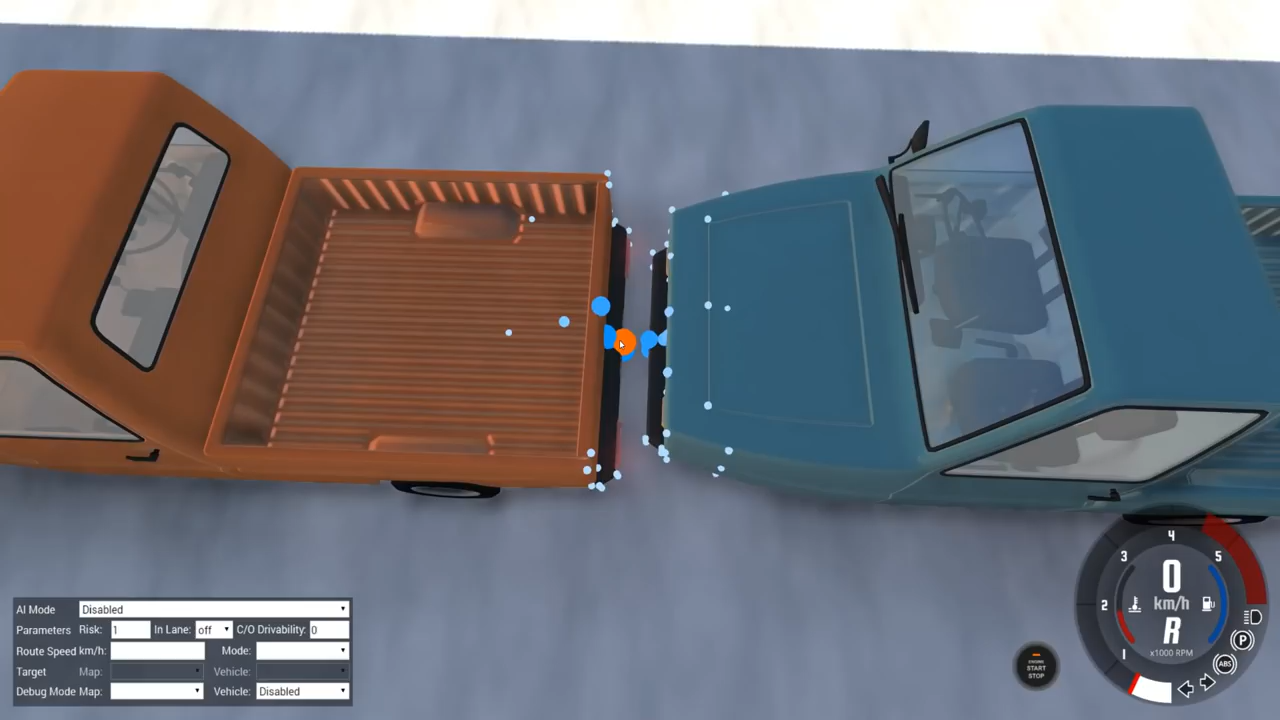 AI Mode Disabled
Parameters Risk: 1 In Lane: off C/O Drivability: 0
Route Speed km/h: Mode:
Target Map: Vehicle:
Debug Mode Map: Vehicle: Disabled
ENGINE
START
STOP
4
3 5
2
1
0
km/h
R
x1000 RPM
P
ABS